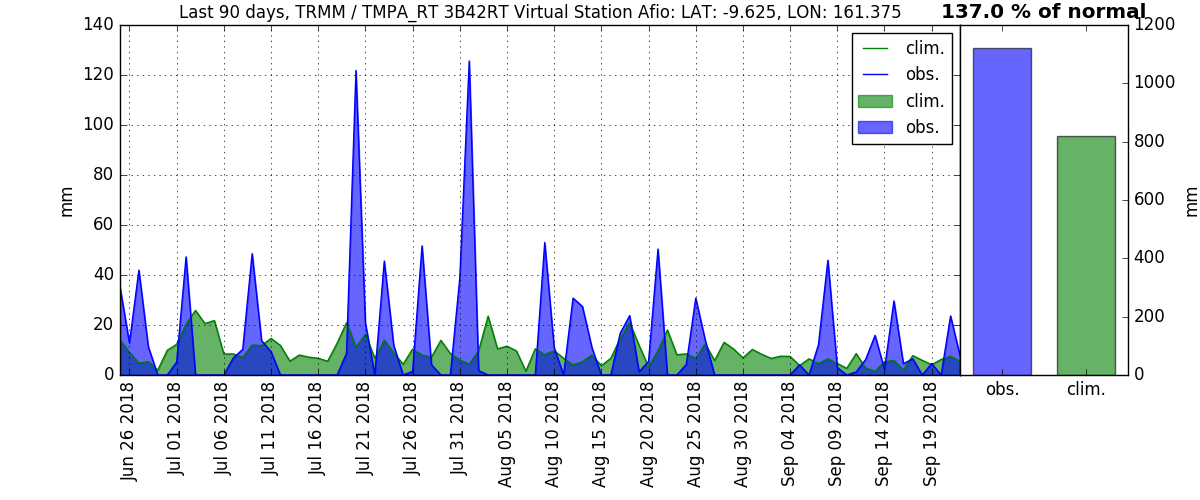 Last 90 days, TRMM / TMPA_RT 3B42RT Virtual Station Afio: LAT: -9.625, LON: 161.375
137.0 % of normal
140
120
100
80
60
40
20
0
mm
clim.
obs.
clim.
obs.
Jun 26 2018
Jul 01 2018
Jul 06 2018
Jul 11 2018
Jul 16 2018
Jul 21 2018
Jul 26 2018
Jul 31 2018
Aug 05 2018
Aug 10 2018
Aug 15 2018
Aug 20 2018
Aug 25 2018
Aug 30 2018
Sep 04 2018
Sep 09 2018
Sep 14 2018
Sep 19 2018
1200
1000
800
600
400
200
0
mm
obs.
clim.